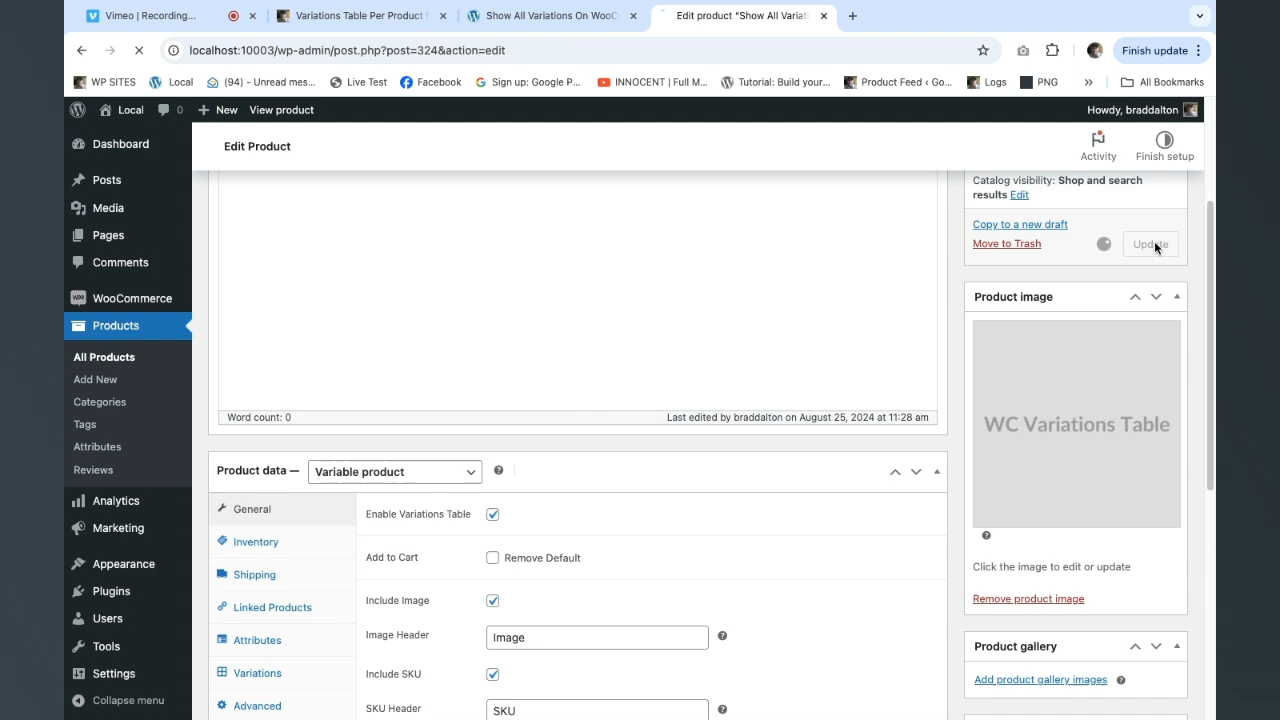 Vimeo | Recording...
Variations Table Per Product
Show All Variations On WooC
Edit product "Show All Variati
localhost:10003/wp-admin/post.php?post=324&action=edit
Finish update
WP SITES
Local
(94) - Unread mes...
Live Test
Facebook
Sign up: Google P...
INNOCENT | Full M...
Tutorial: Build your...
Product Feed ‹ Go...
Logs
PNG
»
All Bookmarks
Local
0
New
View product
Howdy, braddalton
Dashboard
Posts
Media
Pages
Comments
WooCommerce
Products
All Products
Add New
Categories
Tags
Attributes
Reviews
Analytics
Marketing
Appearance
Plugins
Users
Tools
Settings
Collapse menu
Edit Product
Activity
Finish setup
Word count: 0
Last edited by braddalton on August 25, 2024 at 11:28 am
Product data —
Variable product
General
Inventory
Shipping
Linked Products
Attributes
Variations
Advanced
Enable Variations Table
Add to Cart
Remove Default
Include Image
Image Header
Image
Include SKU
SKU Header
SKU
Catalog visibility: Shop and search
results Edit
Copy to a new draft
Move to Trash
Update
Product image
WC Variations Table
Click the image to edit or update
Remove product image
Product gallery
Add product gallery images